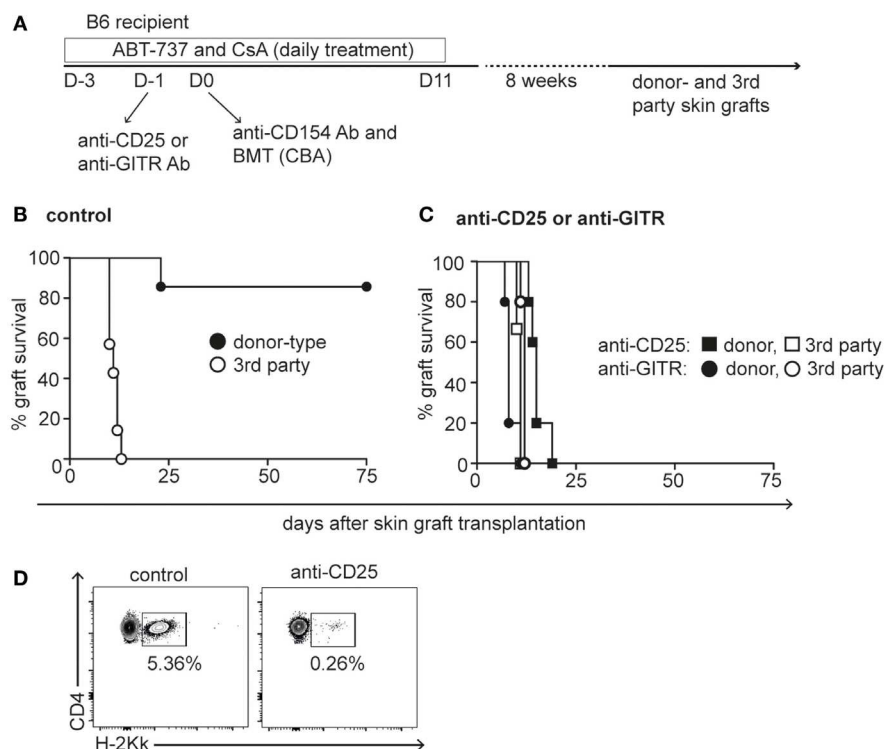 A
B6 recipient
ABT-737 and CsA (daily treatment)
D-3 D-1 D0 D11 8 weeks donor- and 3rd
party skin grafts
anti-CD25 or
anti-GITR Ab
anti-CD154 Ab and
BMT (CBA)
B control
% graft survival
100
80
60
40
20
0
0 25 50 75
donor-type
3rd party
C anti-CD25 or anti-GITR
% graft survival
100
80
60
40
20
0
0 25 50 75
anti-CD25: donor, 3rd party
anti-GITR: donor, 3rd party
days after skin graft transplantation
D
control
5.36%
anti-CD25
0.26%
CD4
H-2Kk